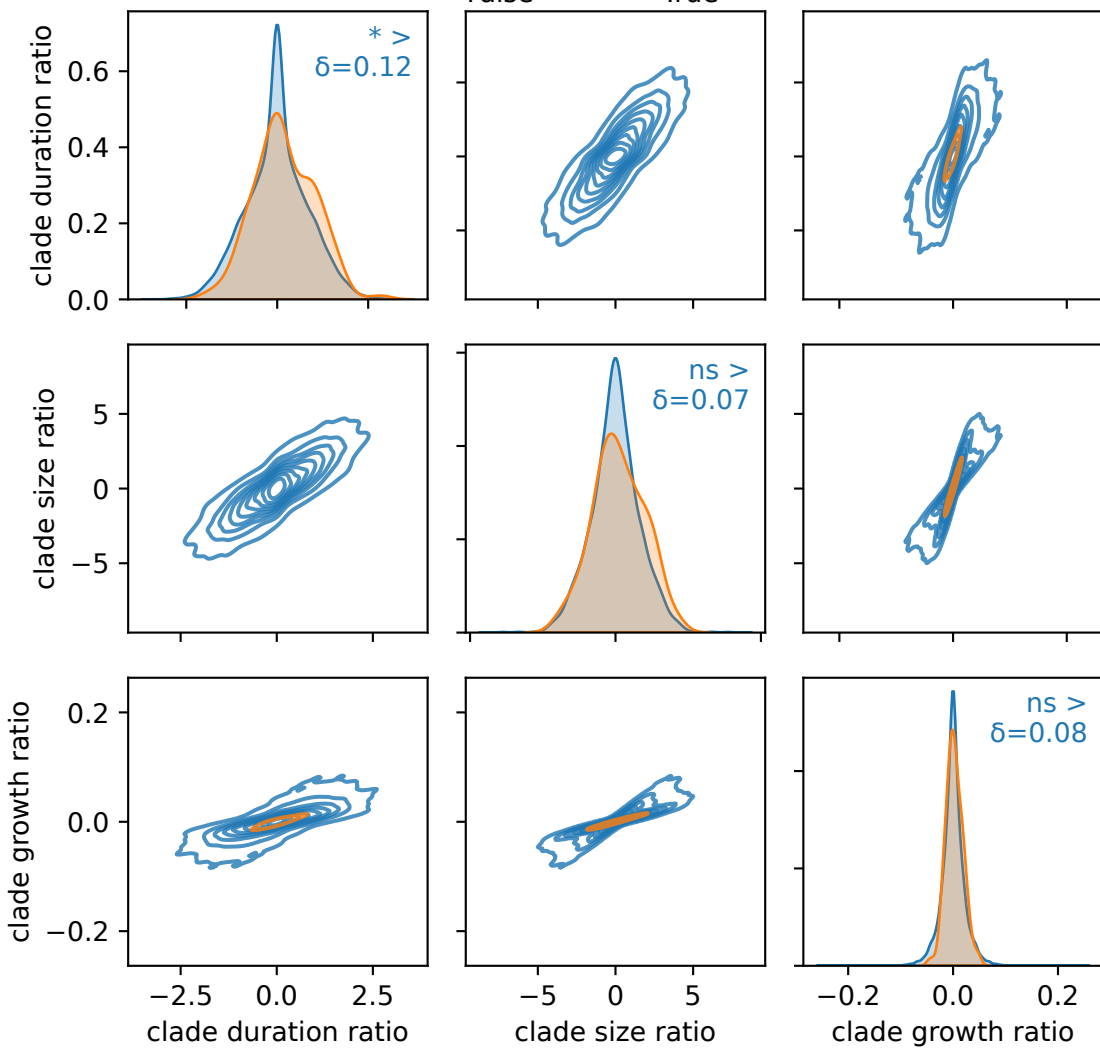 clade duration ratio
0.6
0.4
0.2
0.0
* >
δ=0.12
clade size ratio
5
0
−5
ns >
δ=0.07
clade growth ratio
0.2
0.0
−0.2
ns >
δ=0.08
−2.5 0.0 2.5
−5 0 5
−0.2 0.0 0.2
clade duration ratio
clade size ratio
clade growth ratio